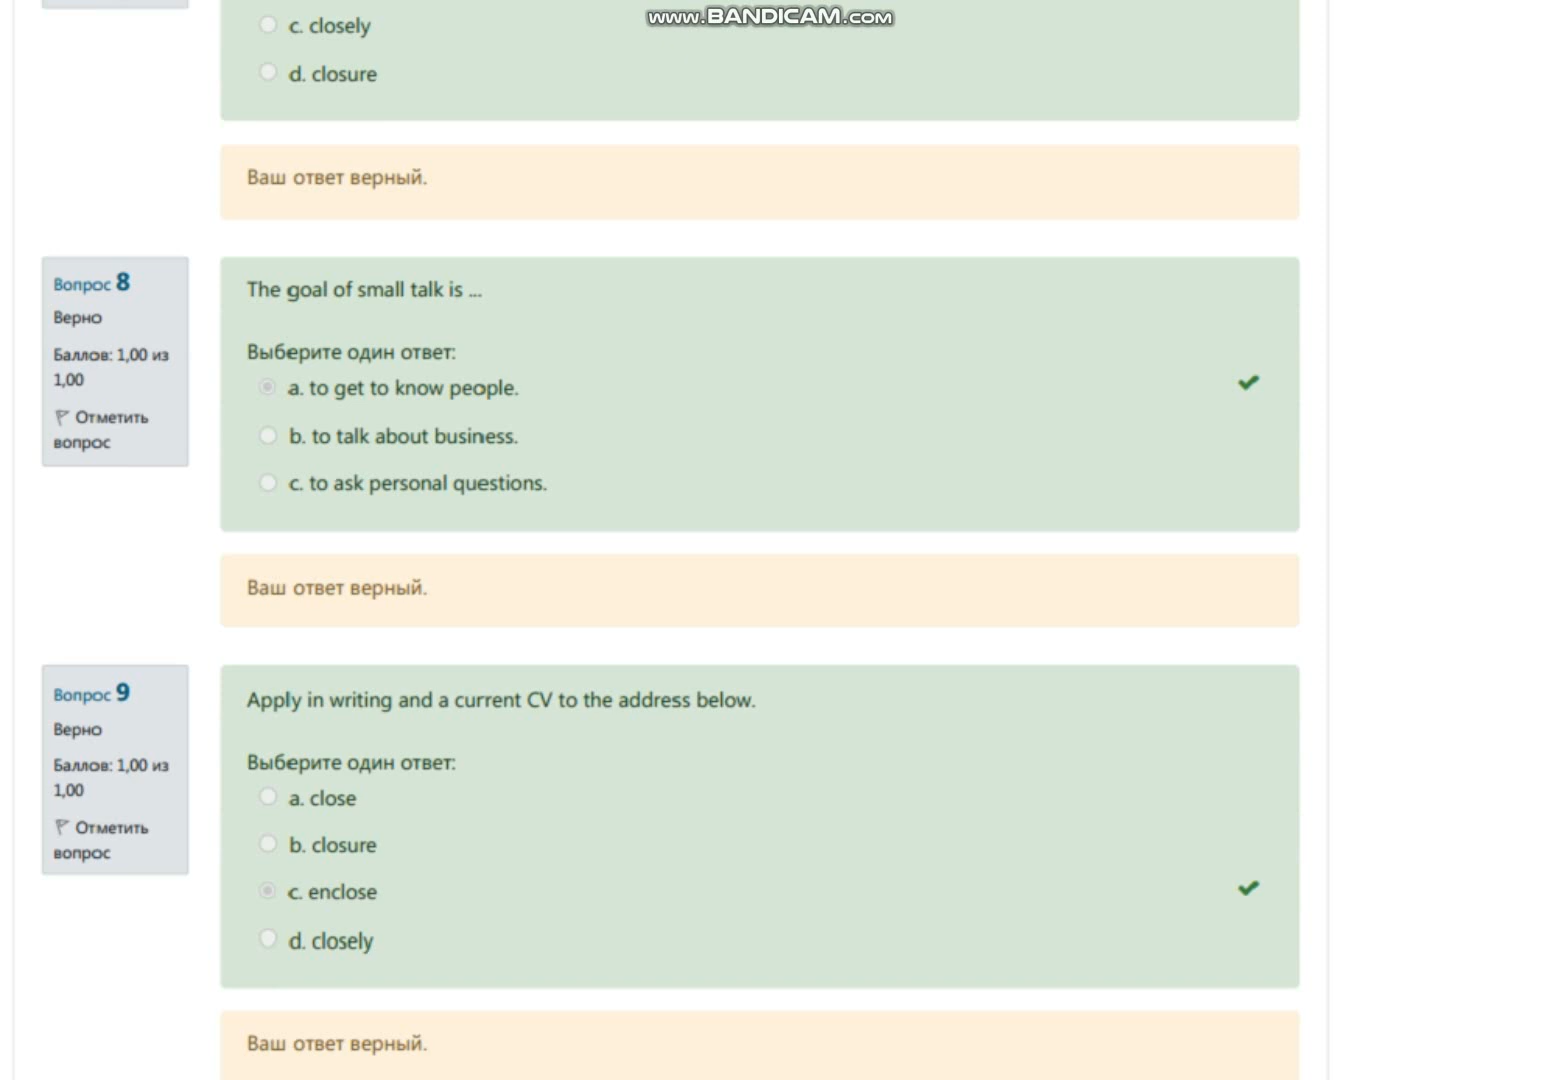 www.BANDICAM.com
c. closely
d. closure
Ваш ответ верный.
Вопрос 8
Верно
Баллов: 1,00 из
1,00
Отметить
вопрос
The goal of small talk is ...
Выберите один ответ:
a. to get to know people.
b. to talk about business.
c. to ask personal questions.
Ваш ответ верный.
Вопрос 9
Верно
Баллов: 1,00 из
1,00
Отметить
вопрос
Apply in writing and a current CV to the address below.
Выберите один ответ:
a. close
b. closure
c. enclose
d. closely
Ваш ответ верный.